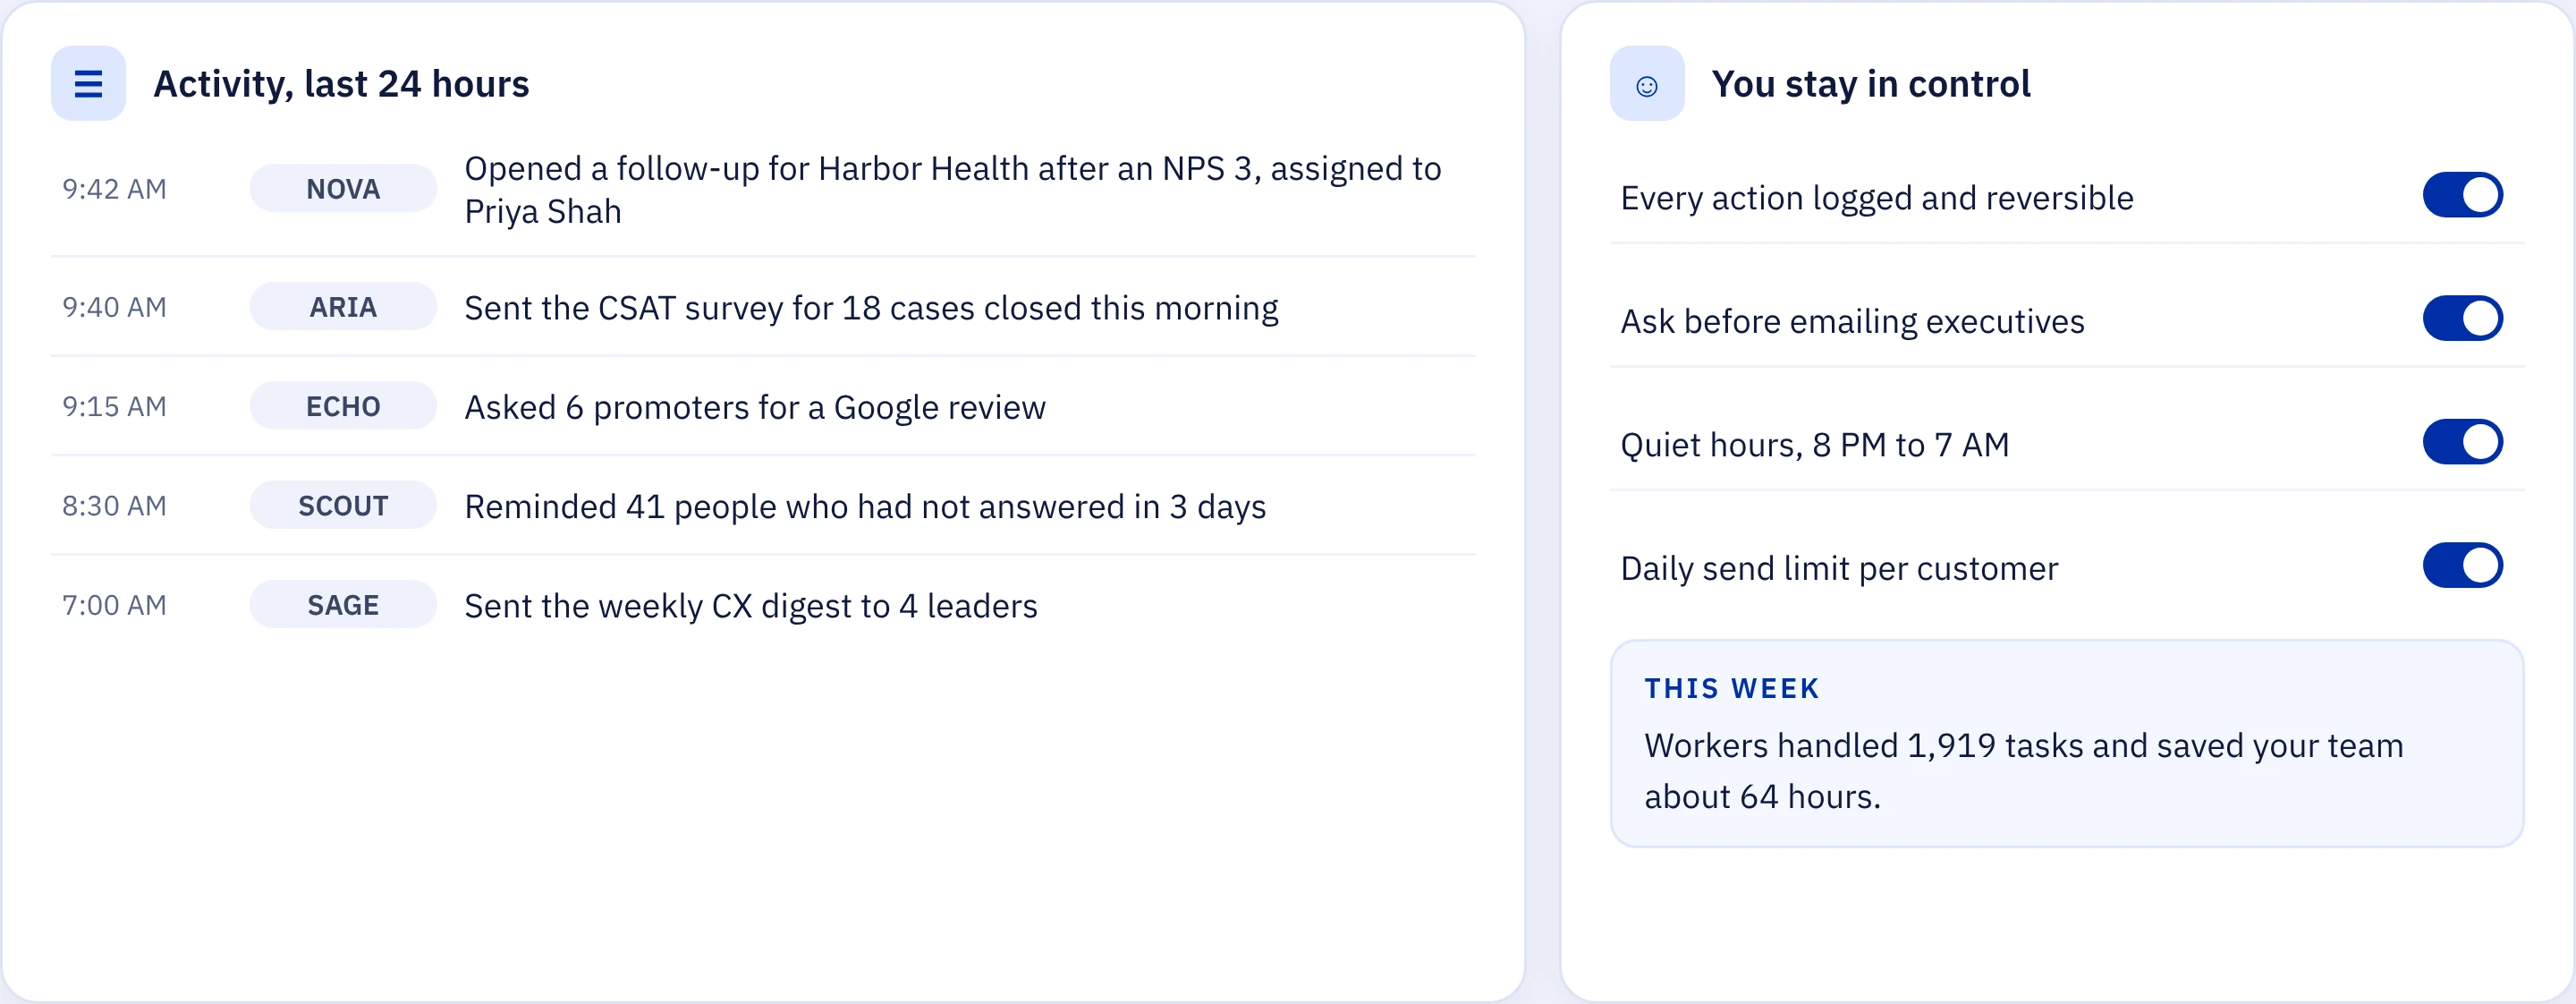 Activity, last 24 hours
9:42 AM NOVA Opened a follow-up for Harbor Health after an NPS 3, assigned to
Priya Shah
9:40 AM ARIA Sent the CSAT survey for 18 cases closed this morning
9:15 AM ECHO Asked 6 promoters for a Google review
8:30 AM SCOUT Reminded 41 people who had not answered in 3 days
7:00 AM SAGE Sent the weekly CX digest to 4 leaders
You stay in control
Every action logged and reversible
Ask before emailing executives
Quiet hours, 8 PM to 7 AM
Daily send limit per customer
THIS WEEK
Workers handled 1,919 tasks and saved your team
about 64 hours.